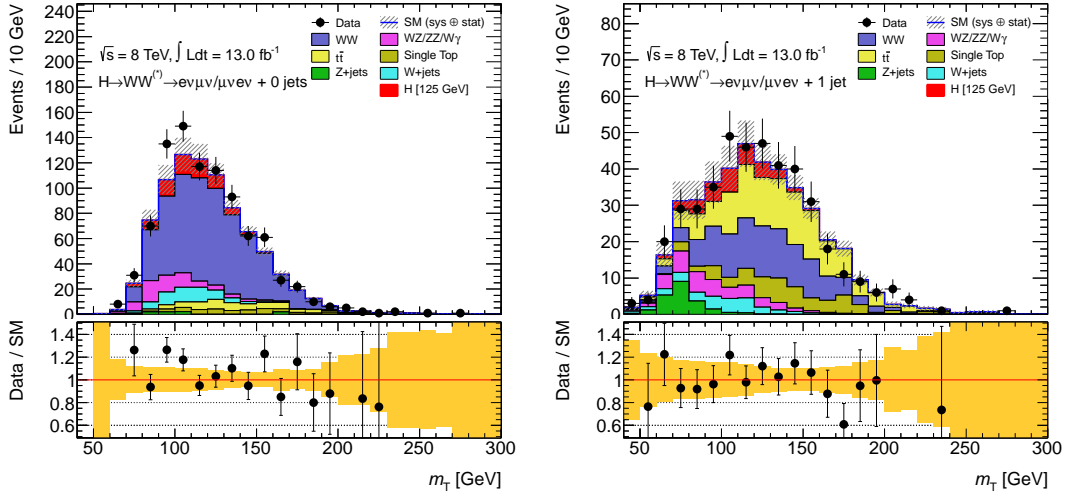 Events / 10 GeV
240
220
200
180
160
140
120
100
80
60
40
20
0
Data
SM (sys ⊕ stat)
WW
WZ/ZZ/Wγ
tt̄
Single Top
Z+jets
W+jets
H [125 GeV]
√s = 8 TeV, ∫ Ldt = 13.0 fb⁻¹
H→WW⁽*⁾→eνμν/μνeν + 0 jets
Data / SM
1.4
1.2
1
0.8
0.6
50 100 150 200 250 300
m_T [GeV]
Events / 10 GeV
80
70
60
50
40
30
20
10
0
Data
SM (sys ⊕ stat)
WW
WZ/ZZ/Wγ
tt̄
Single Top
Z+jets
W+jets
H [125 GeV]
√s = 8 TeV, ∫ Ldt = 13.0 fb⁻¹
H→WW⁽*⁾→eνμν/μνeν + 1 jet
Data / SM
1.4
1.2
1
0.8
0.6
50 100 150 200 250 300
m_T [GeV]